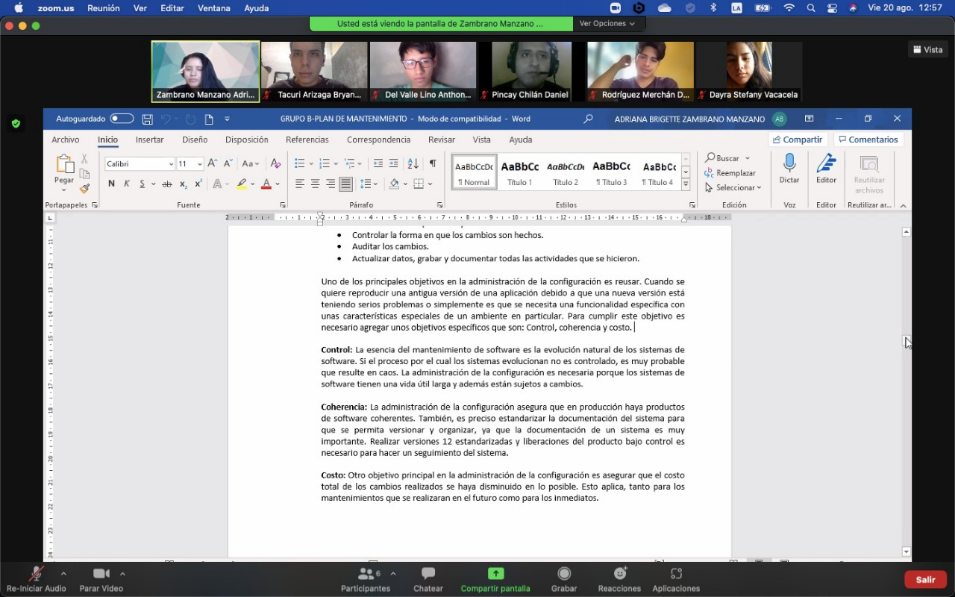 zoom.us Reunión Ver Editar Ventana Ayuda
LA
Vie 20 ago. 12:57
Usted está viendo la pantalla de Zambrano Manzano ...
Ver Opciones
Vista
Zambrano Manzano Adri...
Tacuri Arizaga Bryan...
Del Valle Lino Anthon...
Pincay Chilán Daniel
Rodríguez Merchán D...
Dayra Stefany Vacacela
Autoguardado
GRUPO B-PLAN DE MANTENIMIENTO - Modo de compatibilidad - Word
ADRIANA BRIGETTE ZAMBRANO MANZANO
AB
Archivo Inicio Insertar Diseño Disposición Referencias Correspondencia Revisar Vista Ayuda
Compartir
Comentarios
Pegar
Calibri
11
N K S ab x₂ x²
AaBbCcDc AaBbCc AaBbCcDc AaBbCc AaBbCc
¶ Normal Título 1 Título 2 ¶ Título 3 ¶ Título 4
Buscar
Reemplazar
Seleccionar
Dictar
Editor
Reutilizar archivos
Portapapeles Fuente Párrafo Estilos Edición Voz Editor Reutilizar ar...
• Controlar la forma en que los cambios son hechos.
• Auditar los cambios.
• Actualizar datos, grabar y documentar todas las actividades que se hicieron.
Uno de los principales objetivos en la administración de la configuración es reusar. Cuando se
quiere reproducir una antigua versión de una aplicación debido a que una nueva versión está
teniendo serios problemas o simplemente es que se necesita una funcionalidad específica con
unas características especiales de un ambiente en particular. Para cumplir este objetivo es
necesario agregar unos objetivos específicos que son: Control, coherencia y costo.
Control: La esencia del mantenimiento de software es la evolución natural de los sistemas de
software. Si el proceso por el cual los sistemas evolucionan no es controlado, es muy probable
que resulte en caos. La administración de la configuración es necesaria porque los sistemas de
software tienen una vida útil larga y además están sujetos a cambios.
Coherencia: La administración de la configuración asegura que en producción haya productos
de software coherentes. También, es preciso estandarizar la documentación del sistema para
que se permita versionar y organizar, ya que la documentación de un sistema es muy
importante. Realizar versiones 12 estandarizadas y liberaciones del producto bajo control es
necesario para hacer un seguimiento del sistema.
Costo: Otro objetivo principal en la administración de la configuración es asegurar que el costo
total de los cambios realizados se haya disminuido en lo posible. Esto aplica, tanto para los
mantenimientos que se realizaran en el futuro como para los inmediatos.
Re-Iniciar Audio
Parar Video
Participantes
6
Chatear
Compartir pantalla
Grabar
Reacciones
Aplicaciones
Salir